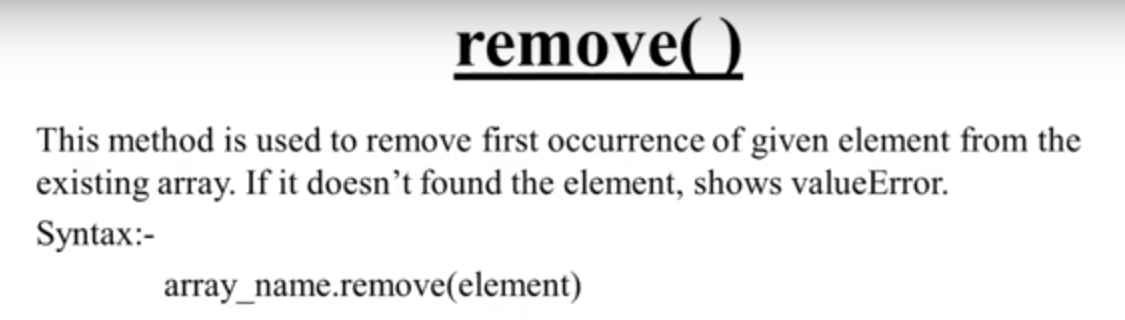 remove( )
This method is used to remove first occurrence of given element from the
existing array. If it doesn’t found the element, shows valueError.
Syntax:-
array_name.remove(element)